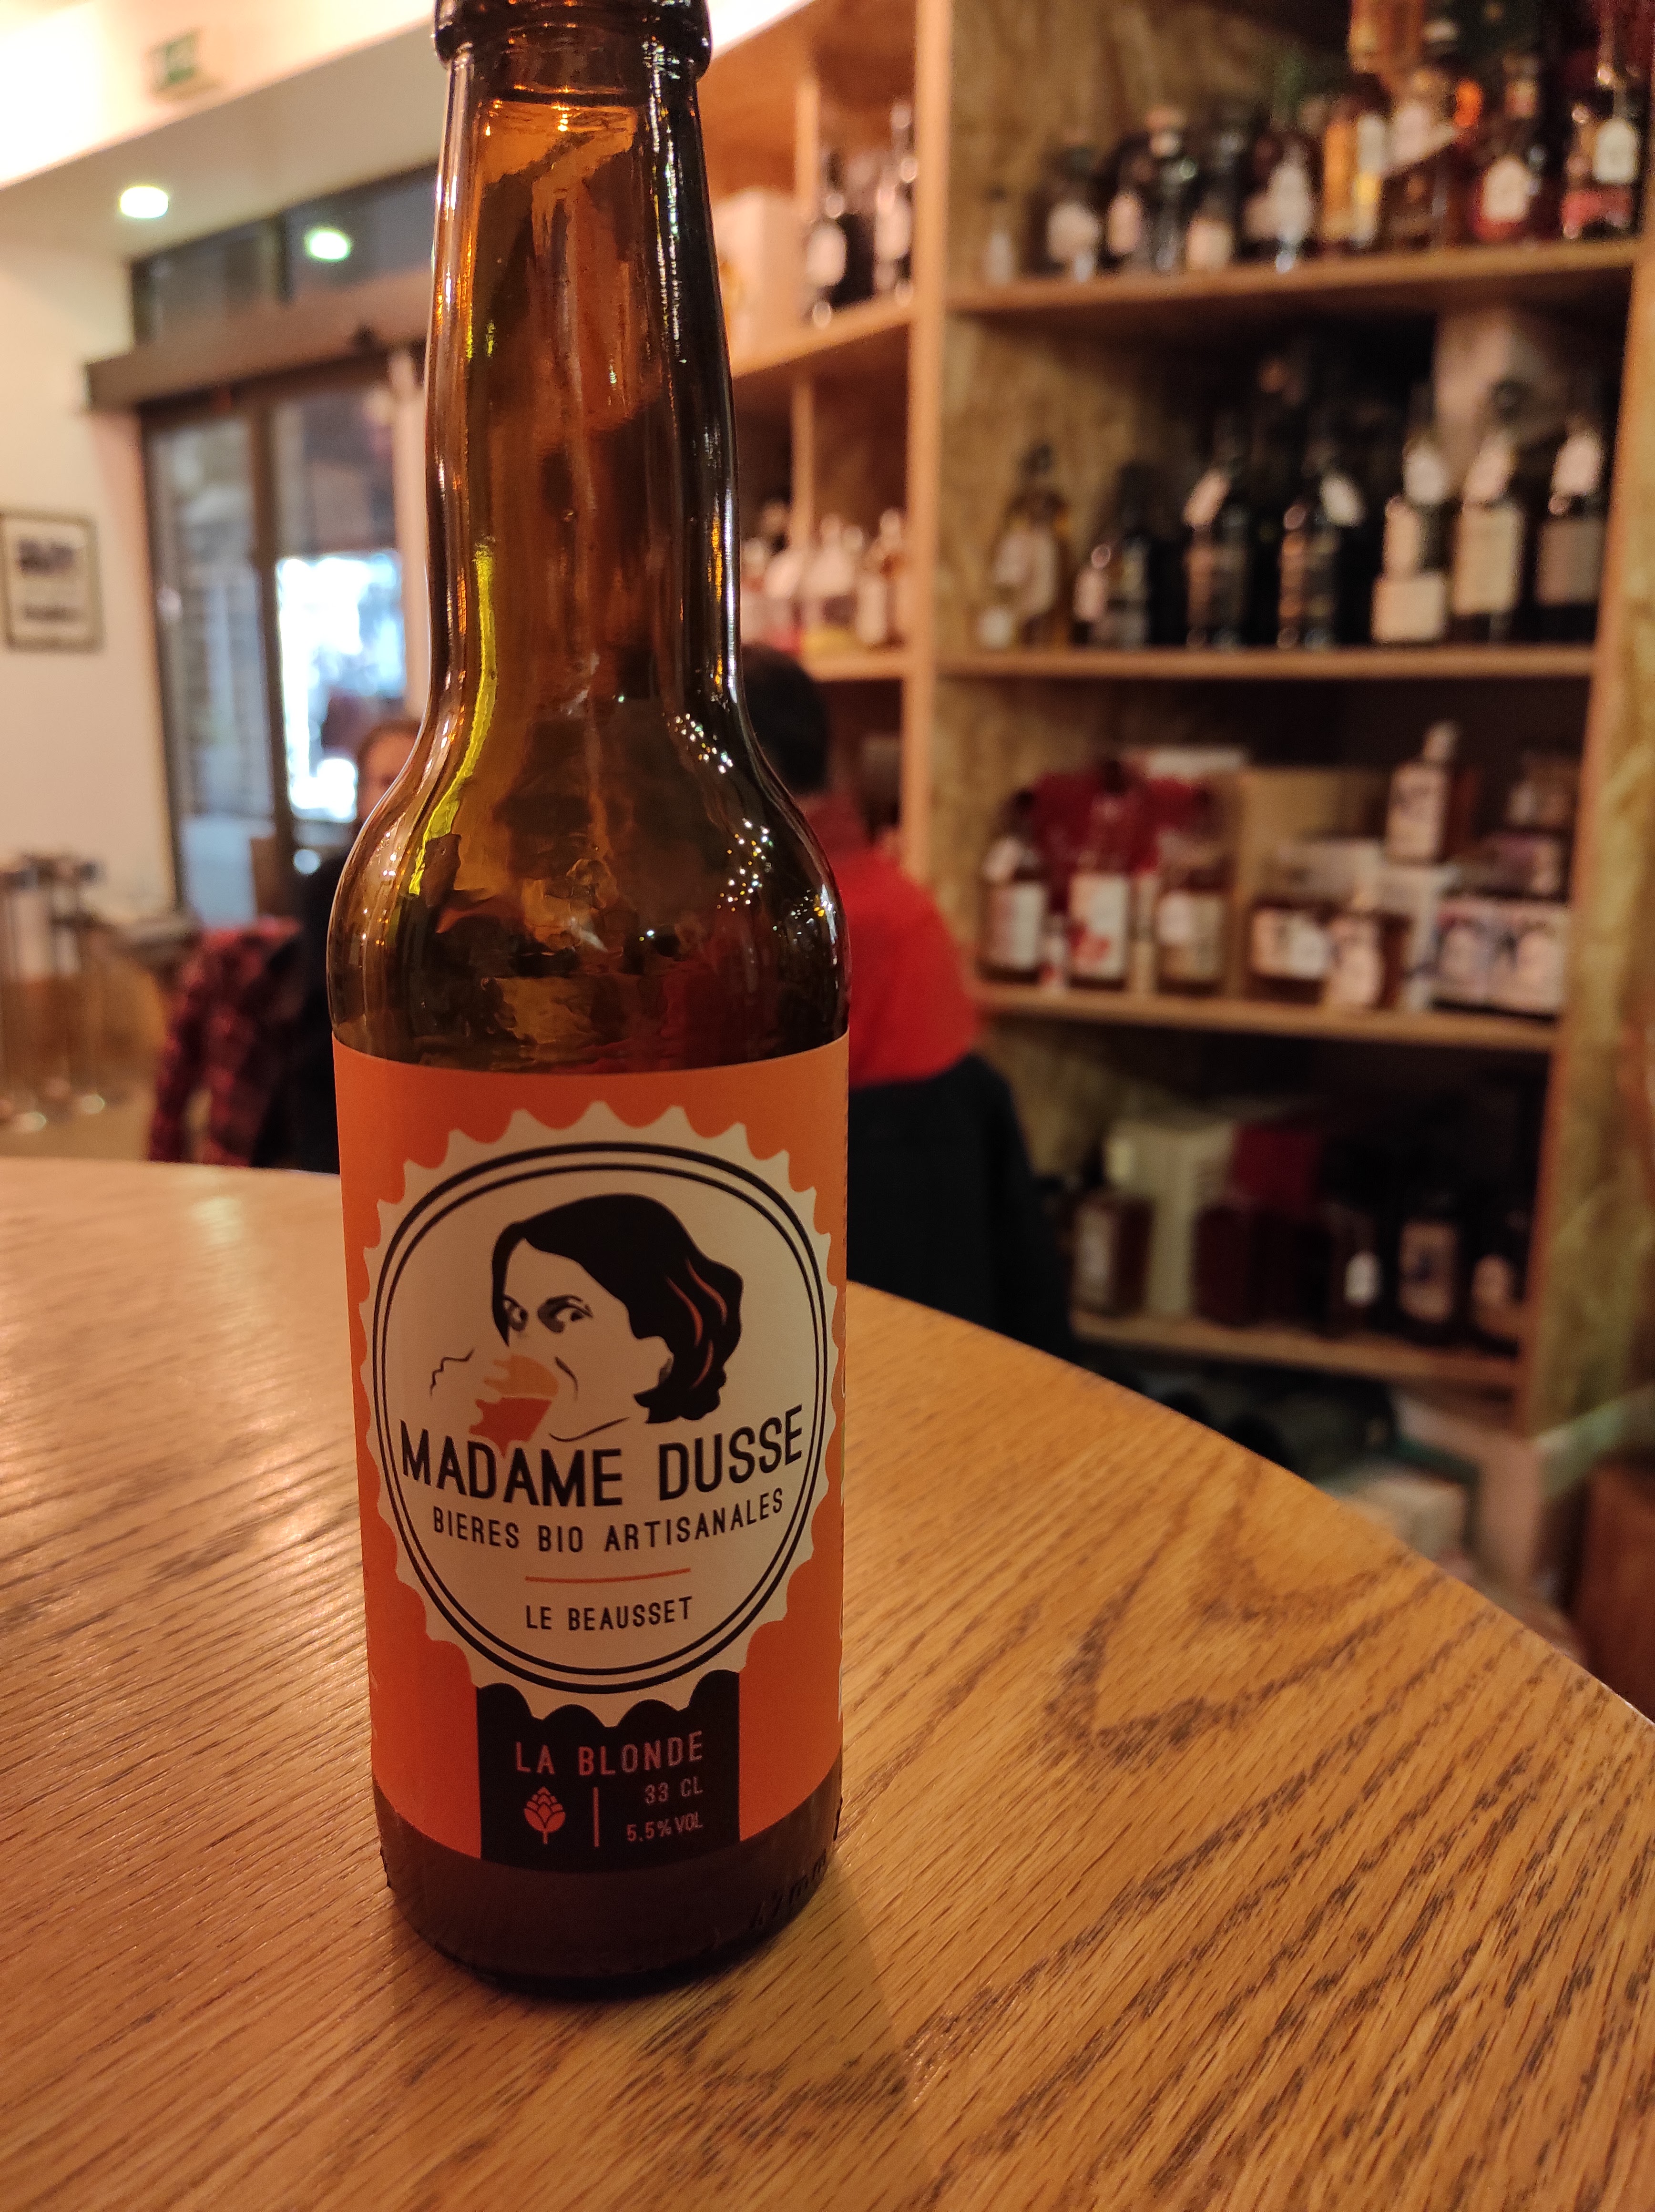 MADAME DUSSE
BIERES BIO ARTISANALES
LE BEAUSSET
LA BLONDE
33 CL
5.5% VOL